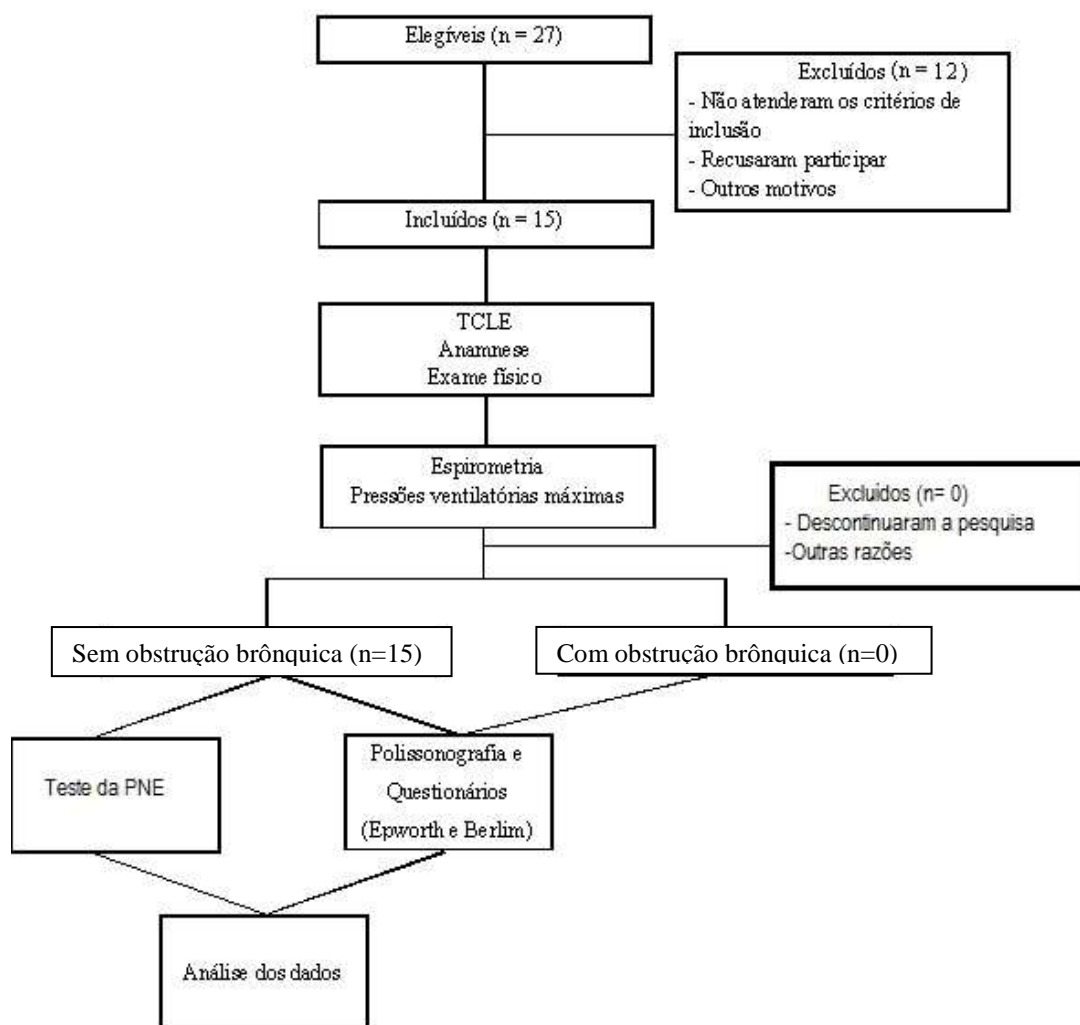 Elegíveis (n = 27)
Excluídos (n = 12)
- Não atenderam os critérios de
inclusão
- Recusaram participar
- Outros motivos
Incluídos (n = 15)
TCLE
Anamnese
Exame físico
Espirometria
Pressões ventilatórias máximas
Excluidos (n= 0)
- Descontinuaram a pesquisa
-Outras razões
Sem obstrução brônquica (n=15)
Com obstrução brônquica (n=0)
Teste da PNE
Polissonografia e
Questionários
(Epworth e Berlim)
Análise dos dados